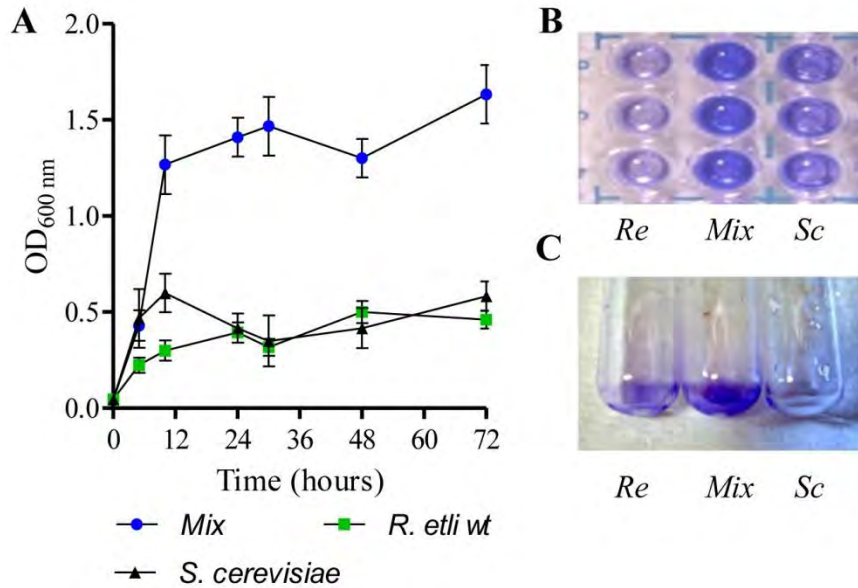 A
OD600 nm
2.0
1.5
1.0
0.5
0.0
0 12 24 36 48 60 72
Time (hours)
Mix R. etli wt
S. cerevisiae
B
Re Mix Sc
C
Re Mix Sc